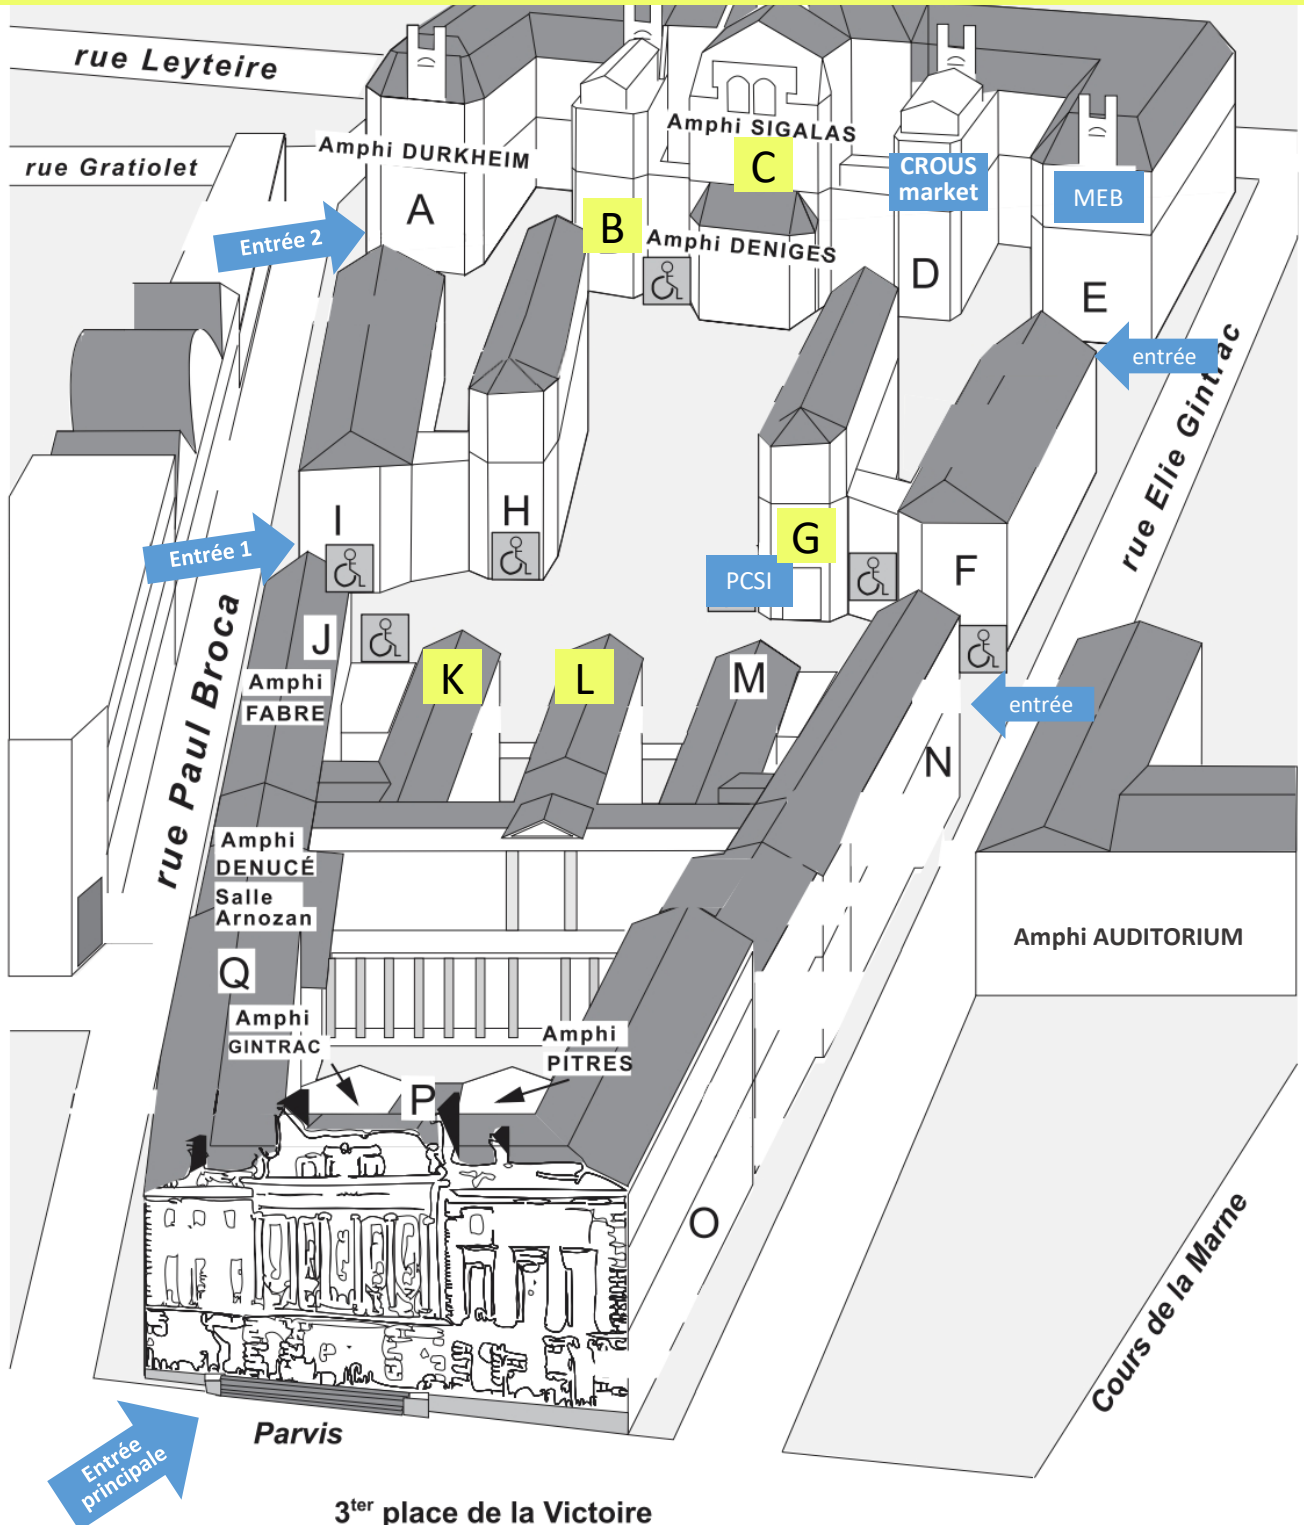 rue Leyteire
rue Gratiolet
Amphi DURKHEIM
A
Entrée 2
Amphi SIGALAS
C
B
Amphi DENIGES
CROUS
market
D
MEB
E
entrée
rue Elie Gintrac
I
H
Entrée 1
G
PCSI
F
rue Paul Broca
J
Amphi
FABRE
K
L
M
N
entrée
Amphi
DENUCÉ
Salle
Arnozan
Q
Amphi
GINTRAC
Amphi
PITRES
P
Amphi AUDITORIUM
O
Cours de la Marne
Entrée
principale
Parvis
3ter place de la Victoire